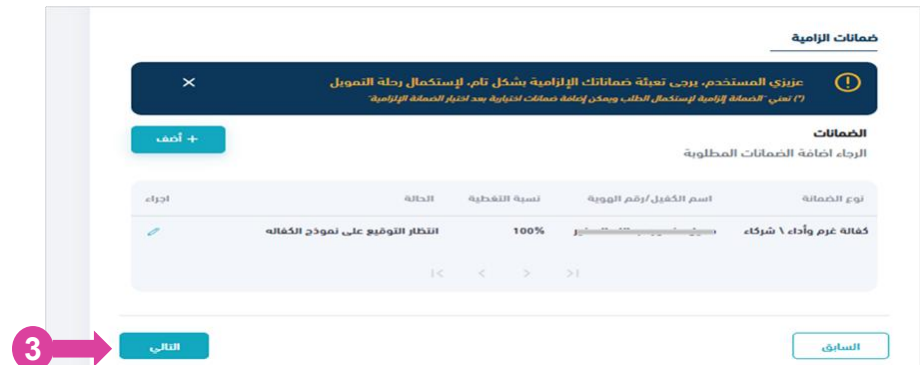 ضمانات الزامية
عزيزي المستخدم، يرجى تعبئة ضماناتك الإلزامية بشكل تام، لإستكمال رحلة التمويل
(*) تعني "الضمانة إلزامية لإستكمال الطلب ويمكن إضافة ضمانات اختيارية بعد اختيار الضمانة الإلزامية"
الضمانات
+ أضف
الرجاء اضافة الضمانات المطلوبة
نوع الضمانة اسم الكفيل/رقم الهوية نسبة التغطية الحالة اجراء
كفالة غرم وأداء \ شركاء 100% انتظار التوقيع على نموذج الكفاله
السابق
التالي
3